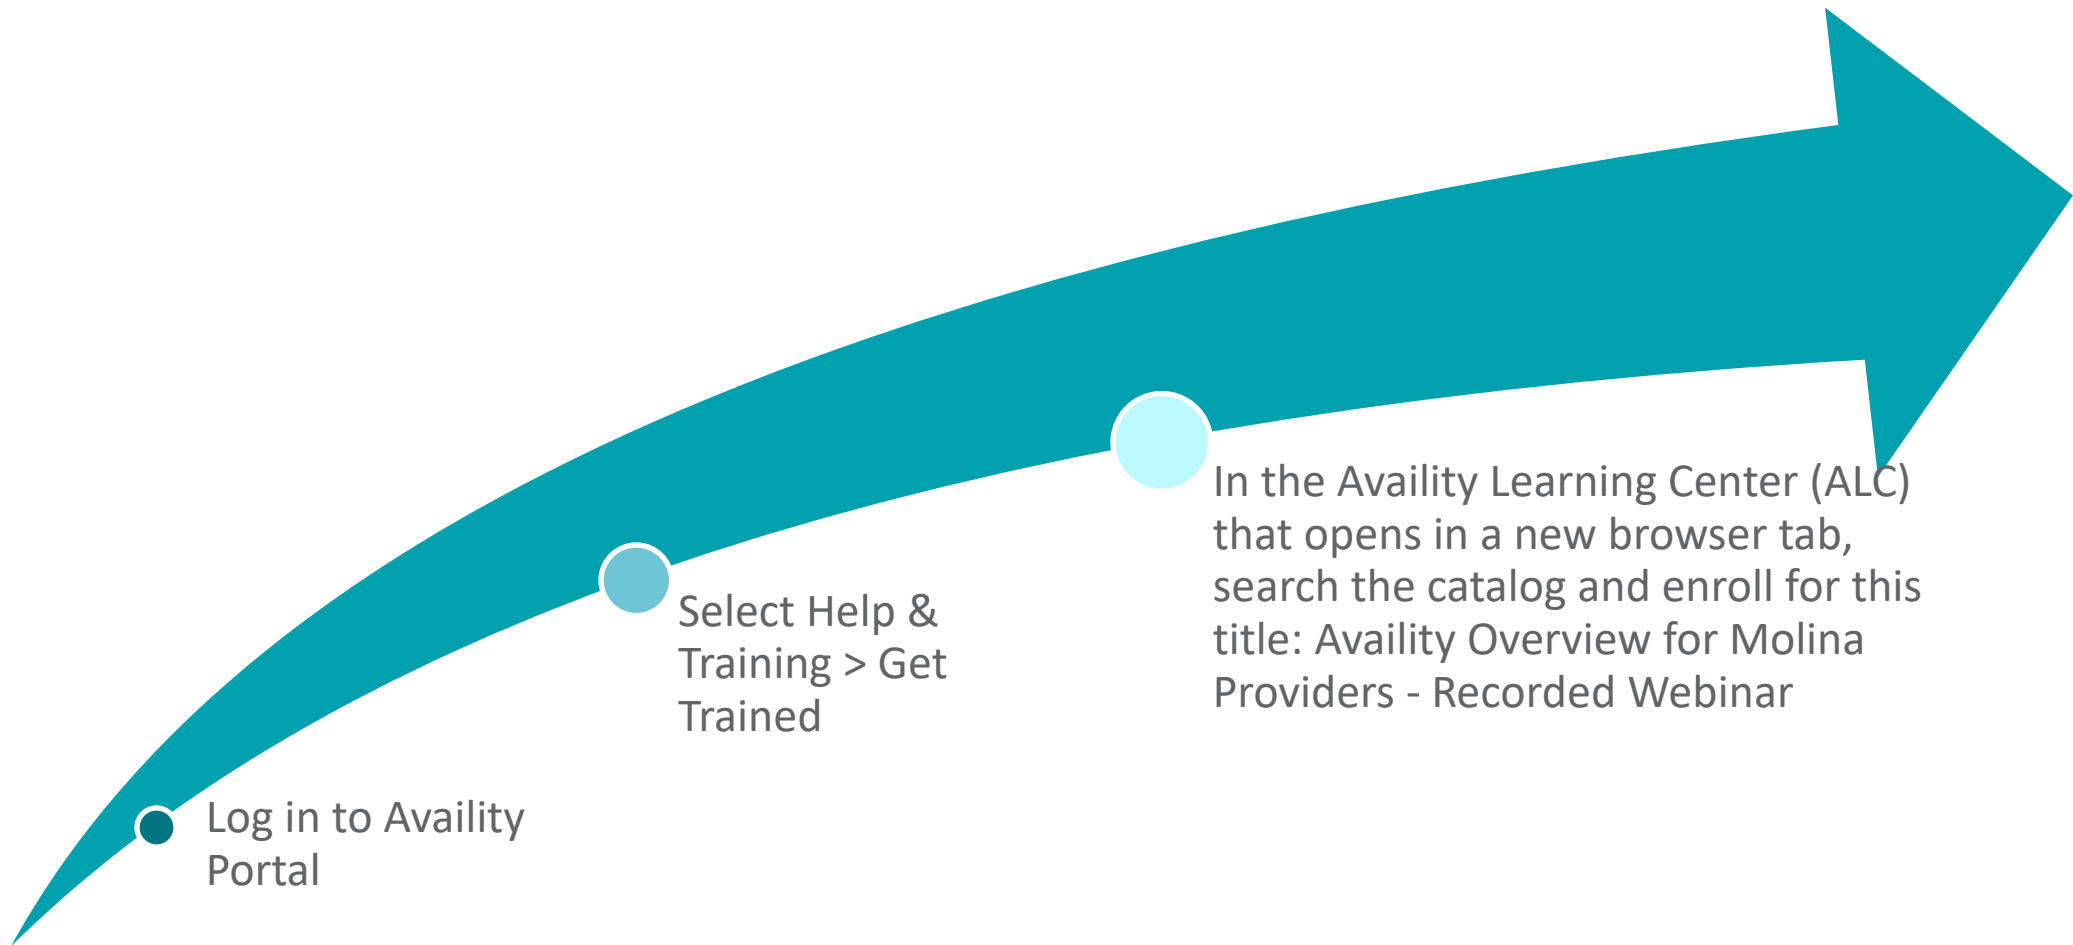 Log in to Availity
Portal
Select Help &
Training > Get
Trained
In the Availity Learning Center (ALC)
that opens in a new browser tab,
search the catalog and enroll for this
title: Availity Overview for Molina
Providers - Recorded Webinar